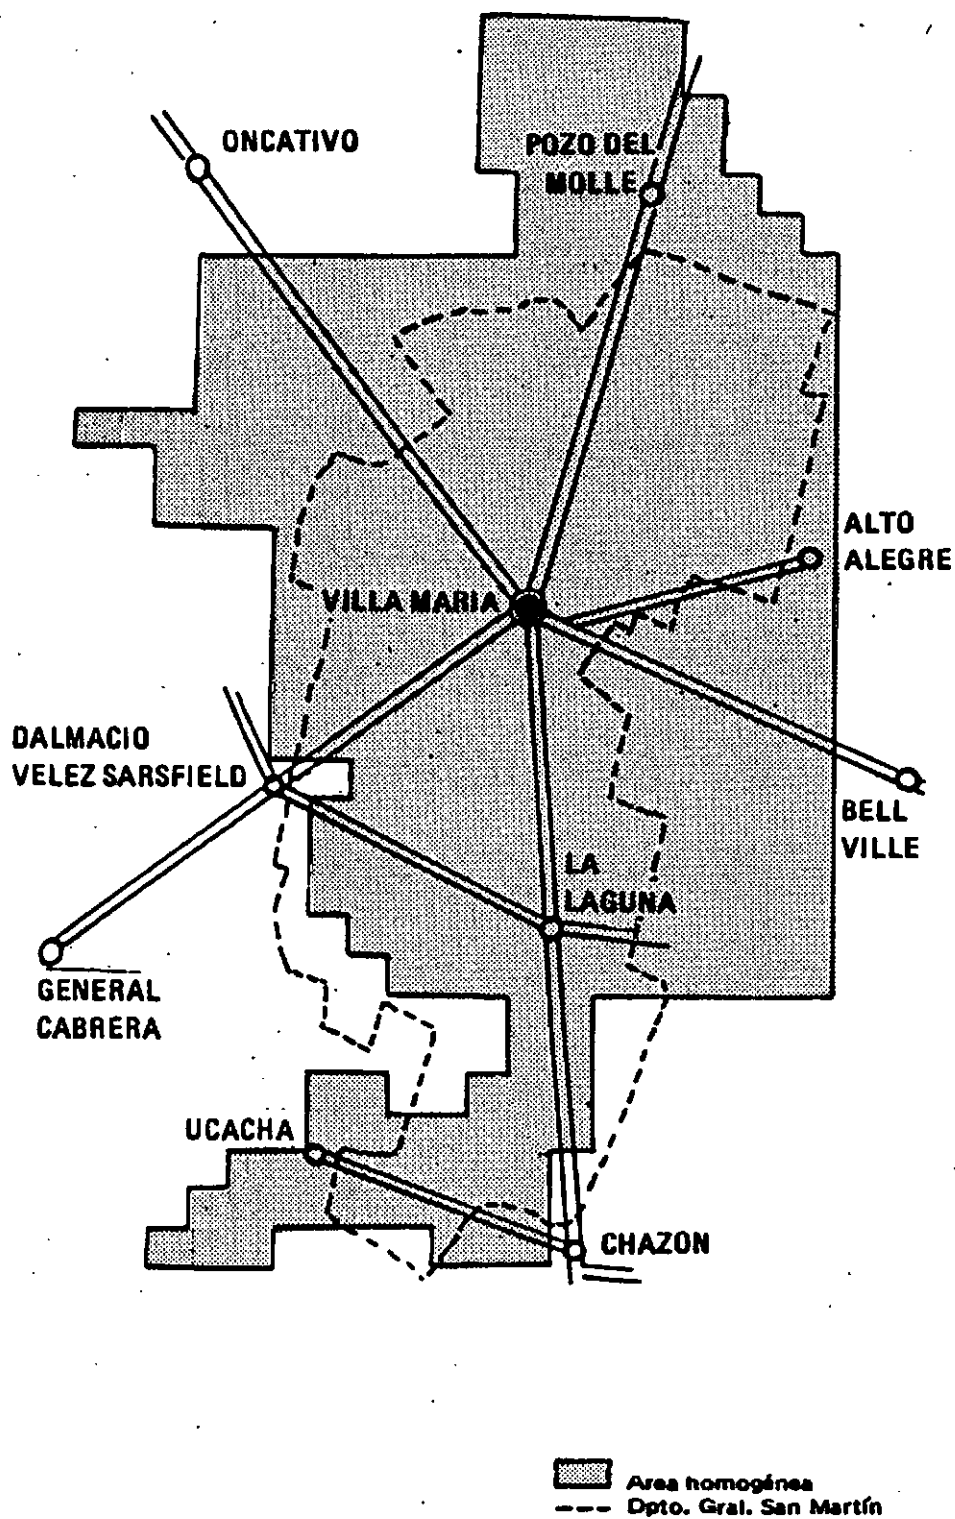 ONCATIVO
POZO DEL
MOLLE
ALTO
ALEGRE
VILLA MARIA
DALMACIO
VELEZ SARSFIELD
BELL
VILLE
LA
LAGUNA
GENERAL
CABRERA
UCACHA
CHAZON
Area homogénea
Dpto. Gral. San Martín